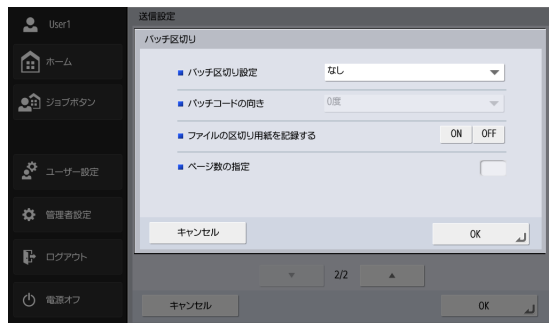 User1
ホーム
ジョブボタン
ユーザー設定
管理者設定
ログアウト
電源オフ
送信設定
バッチ区切り
バッチ区切り設定
なし
パッチコードの向き
0度
ファイルの区切り用紙を記録する
ON
OFF
ページ数の指定
キャンセル
OK
2/2
キャンセル
OK